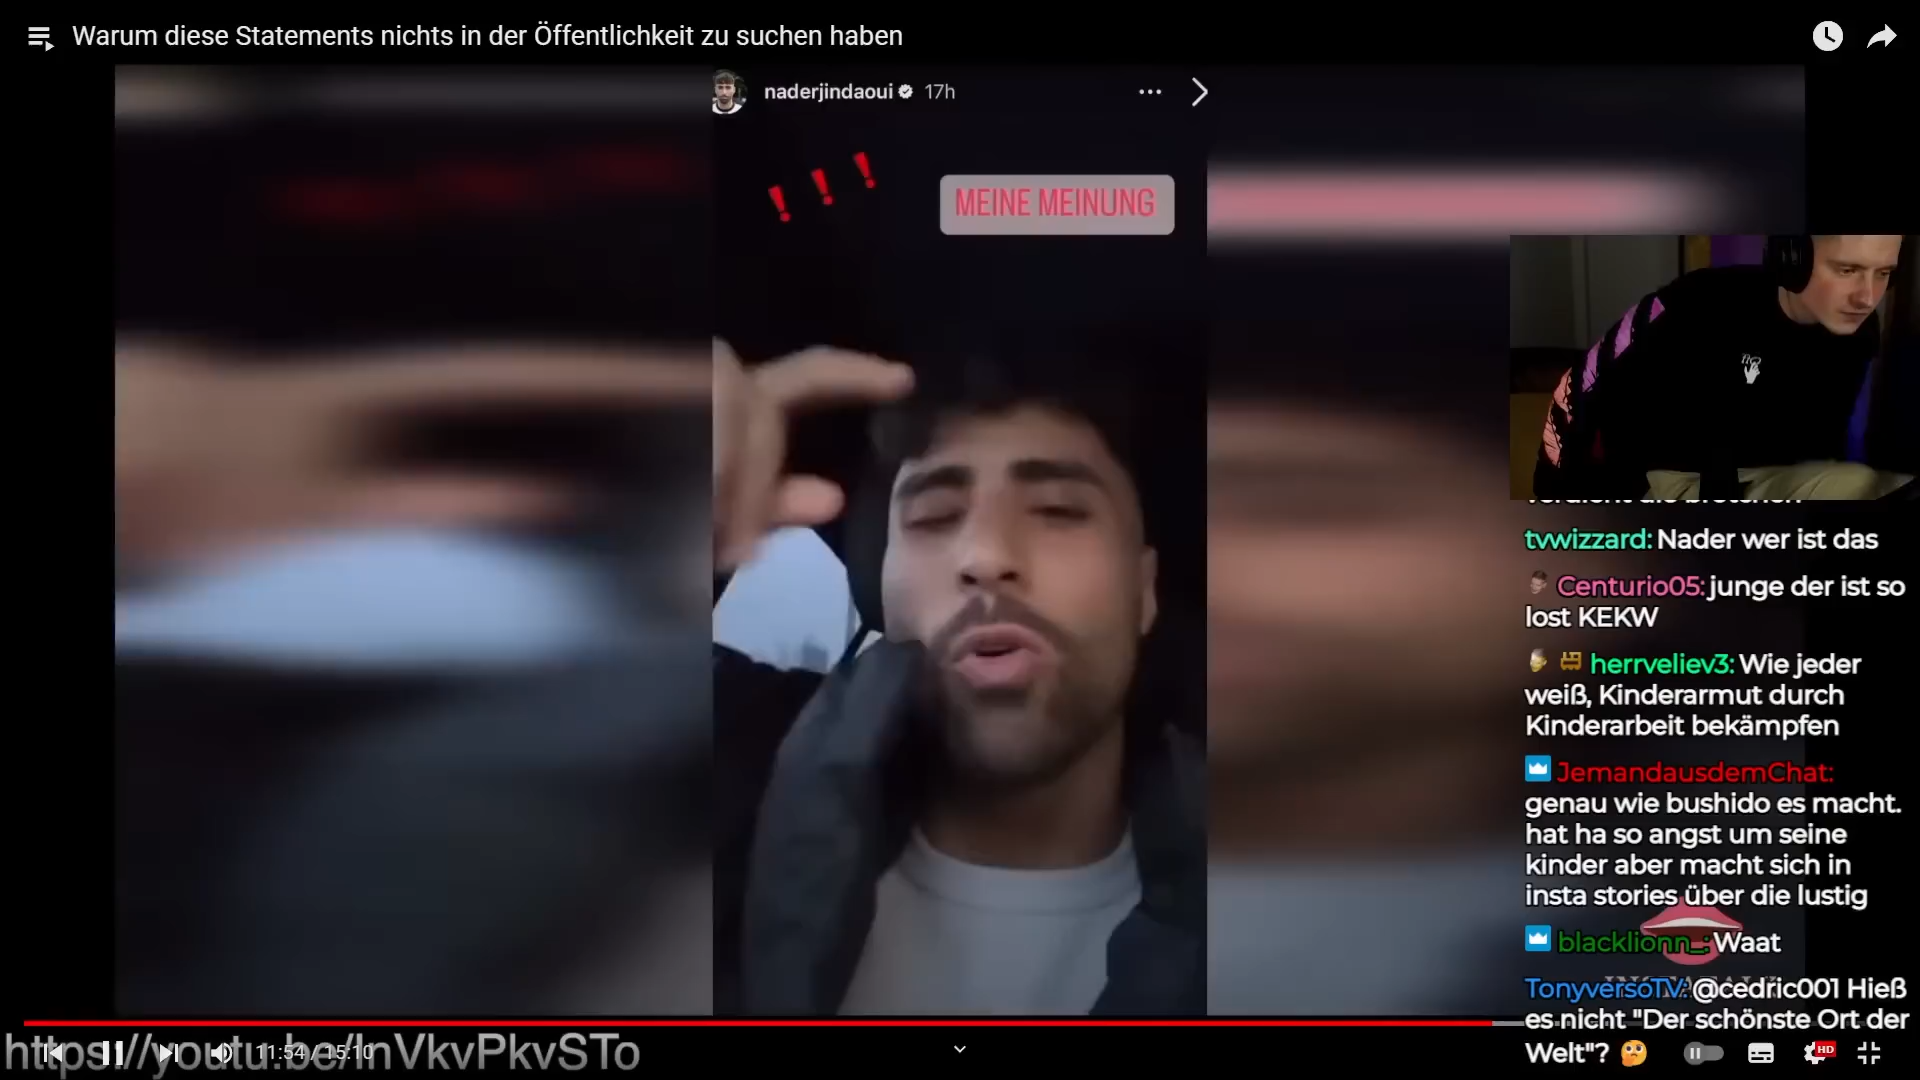 Warum diese Statements nichts in der Öffentlichkeit zu suchen haben
naderjindaoui 17h
MEINE MEINUNG
tvwizzard: Nader wer ist das
Centurio05: junge der ist so
lost KEKW
herrveliev3: Wie jeder
weiß, Kinderarmut durch
Kinderarbeit bekämpfen
JemandausdemChat:
genau wie bushido es macht.
hat ha so angst um seine
kinder aber macht sich in
insta stories über die lustig
blacklionn_: Waat
TonyversoTV: @cedric001 Hieß
es nicht "Der schönste Ort der
Welt"? 🤔
https://youtu.be/lnVkvPkvSTo
11:54 / 15:10
HD